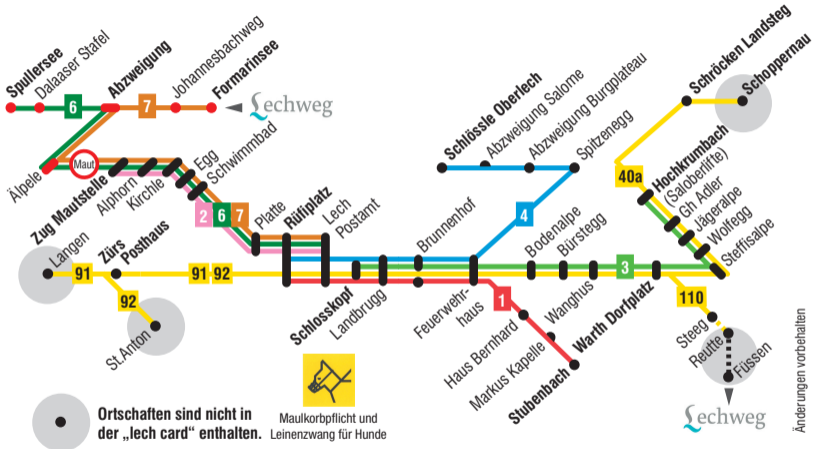 Spullersee
Dalaaser Stafel
Abzweigung
Johannesbachweg
Formarinsee
6
7
Lechweg
Älpele
Maut
Zug Mautstelle
Alphorn
Kirchle
Egg
Schwimmbad
2
6
7
Platte
Rüfiplatz
Lech
Postamt
Schlössle Oberlech
Abzweigung Salome
Abzweigung Burgplateau
Spitzenegg
4
Schröcken Landsteg
Schoppernau
40a
Hochkrumbach
(Saloberlifte)
Gh Adler
Jägeralpe
Wolfegg
Steffisalpe
Langen
91
Zürs
Posthaus
92
St.Anton
91 92
Schlosskopf
Landbrugg
Brunnenhof
Feuerwehr-
haus
Bodenalpe
Bürstegg
3
Wanghus
Warth Dorfplatz
1
Haus Bernhard
Markus Kapelle
Stubenbach
110
Steeg
Reutte
Füssen
Lechweg
Ortschaften sind nicht in
der „lech card“ enthalten.
Maulkorbpflicht und
Leinenzwang für Hunde
Änderungen vorbehalten